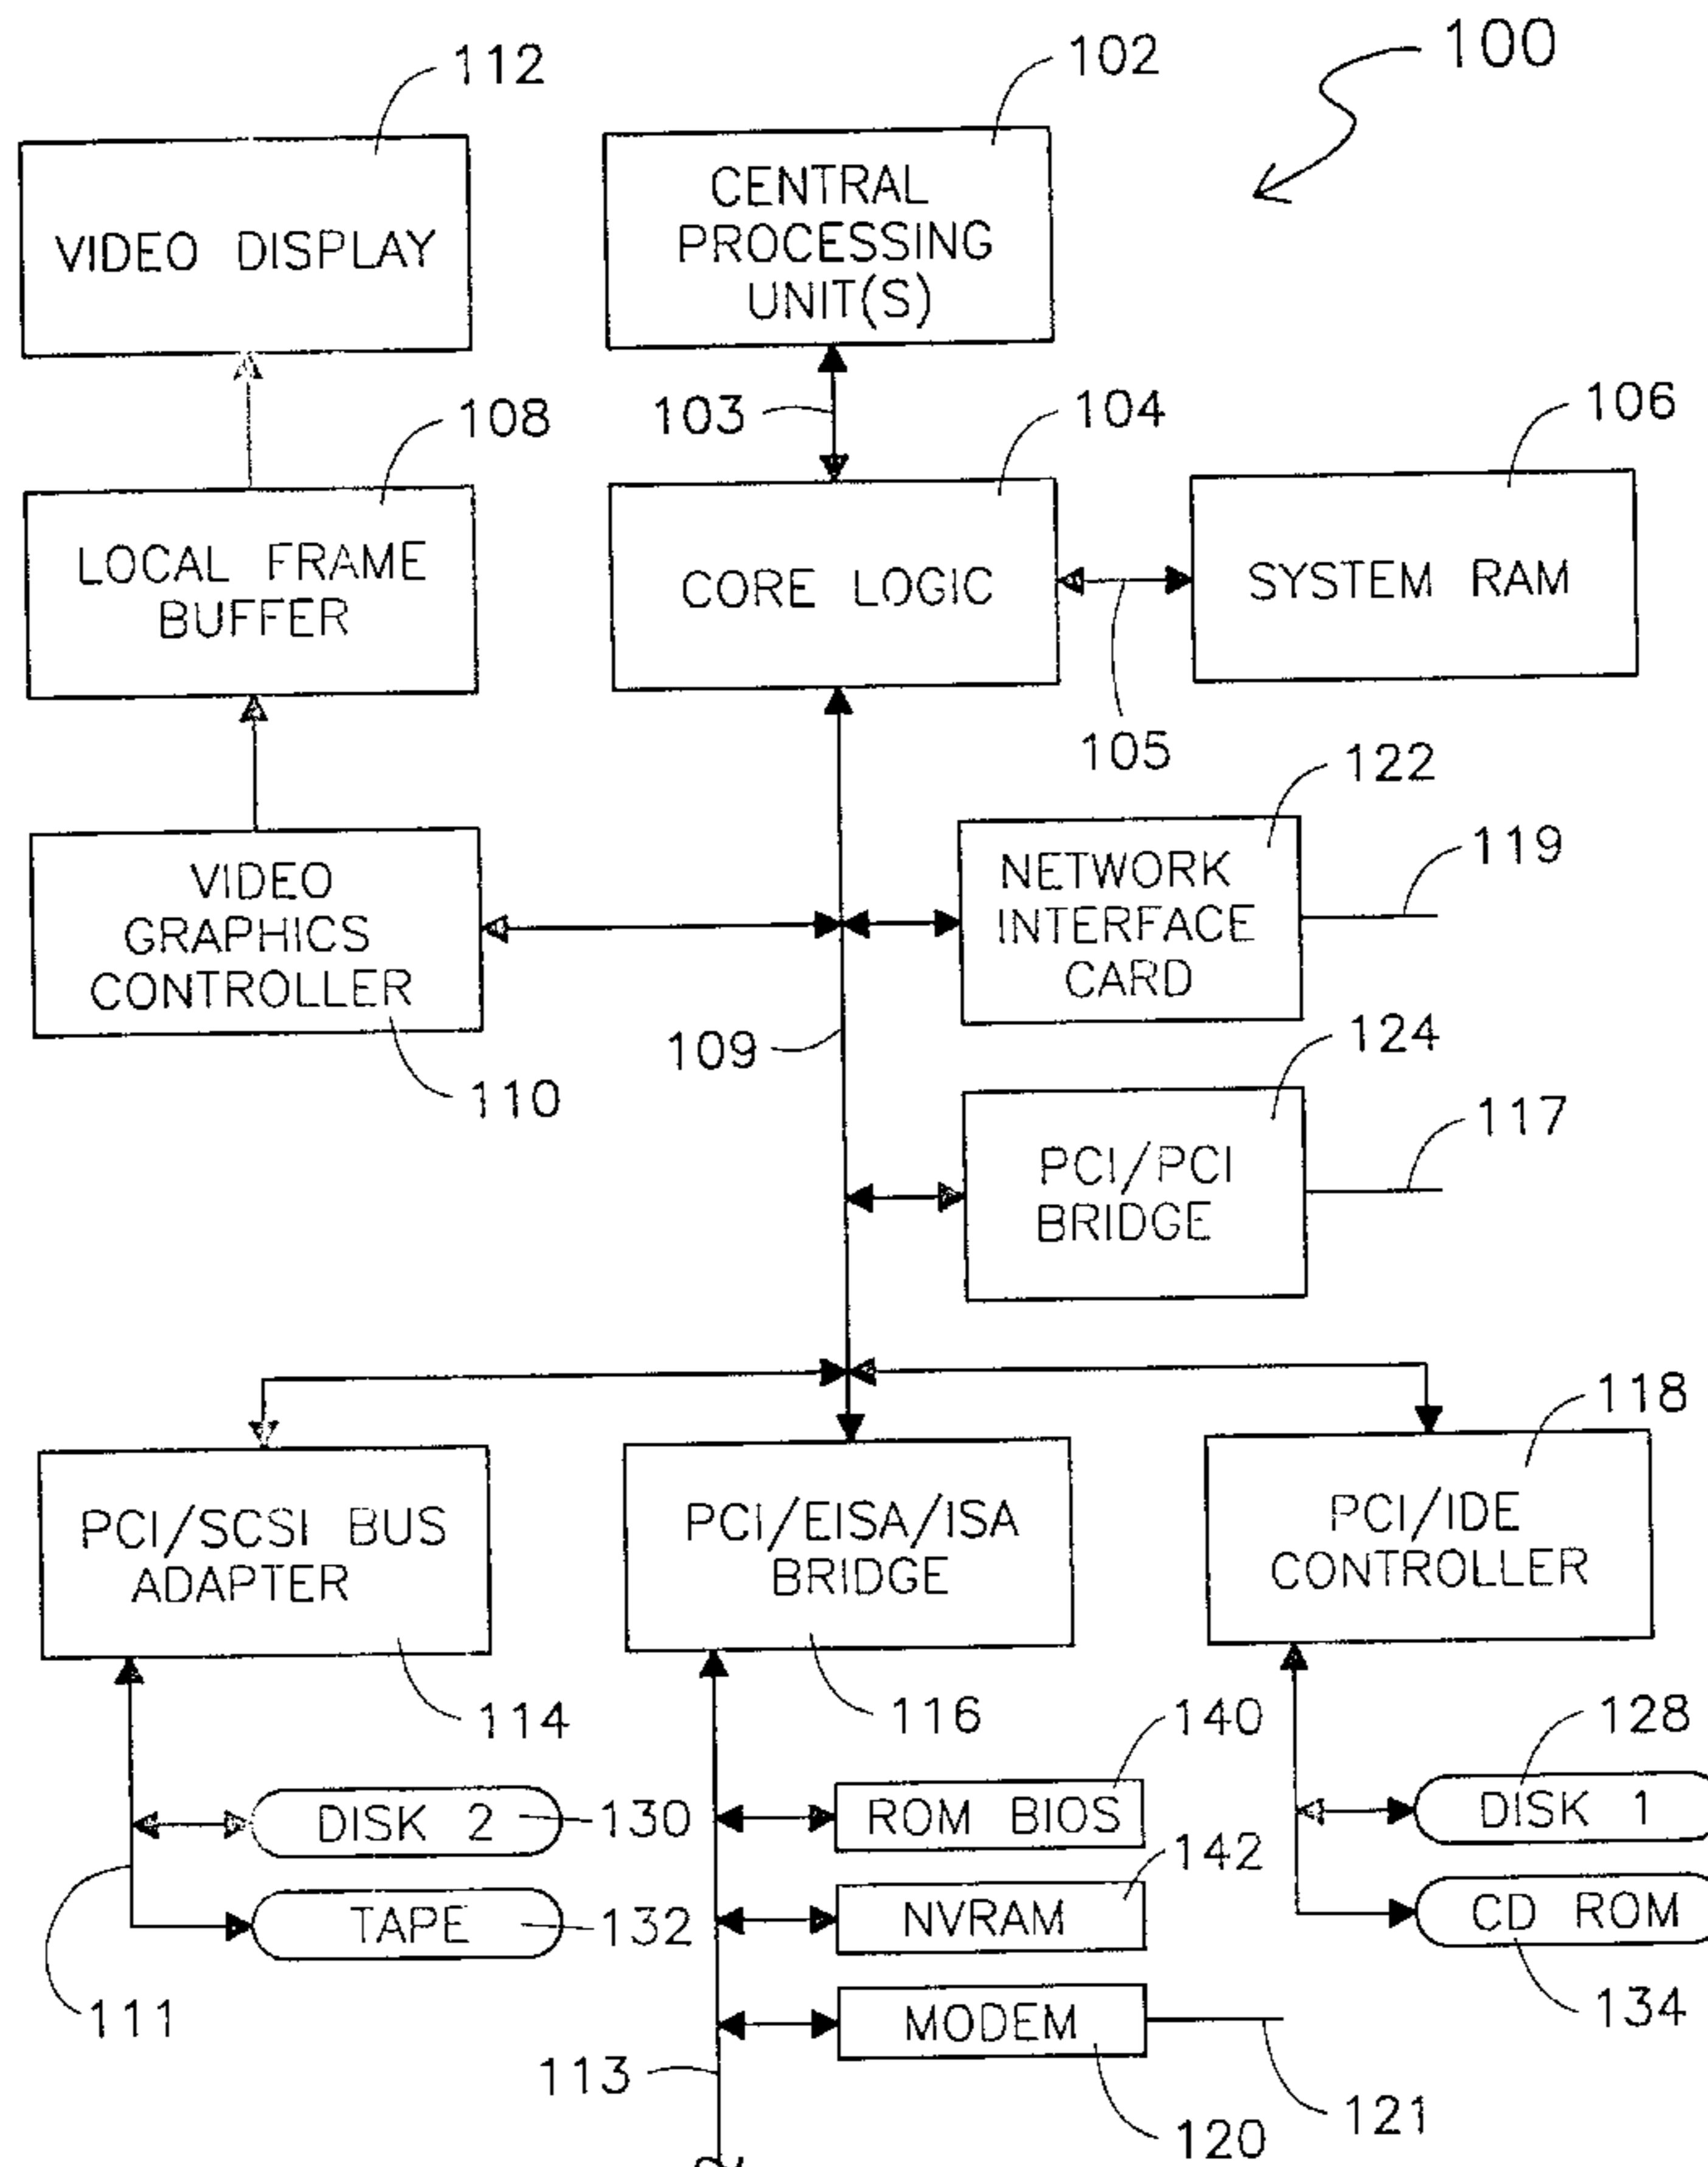 100
112
102
VIDEO DISPLAY
CENTRAL
PROCESSING
UNIT(S)
103
108
104
106
LOCAL FRAME
BUFFER
CORE LOGIC
SYSTEM RAM
105
122
VIDEO
GRAPHICS
CONTROLLER
NETWORK
INTERFACE
CARD
119
109
110
124
PCI/PCI
BRIDGE
117
118
PCI/SCSI BUS
ADAPTER
PCI/EISA/ISA
BRIDGE
PCI/IDE
CONTROLLER
114
116
140
128
DISK 2
130
ROM BIOS
DISK 1
142
TAPE
132
NVRAM
CD ROM
111
MODEM
134
113
120
121